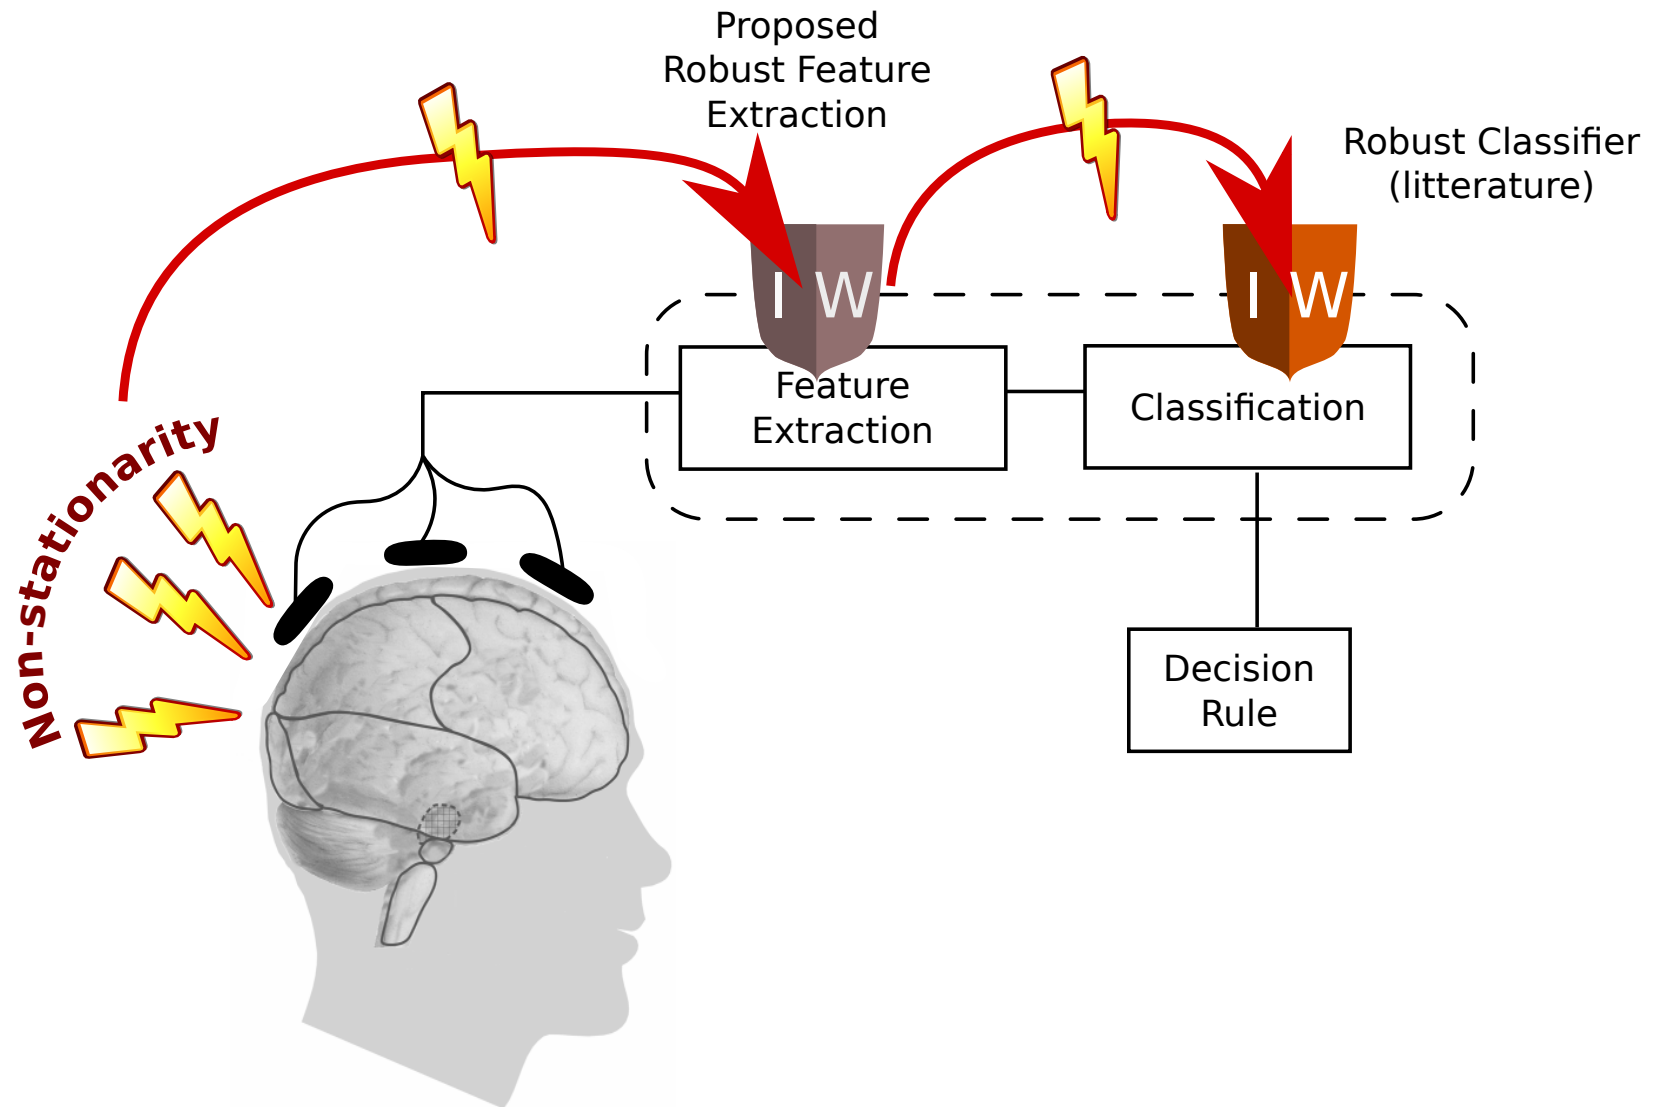 Proposed
Robust Feature
Extraction
Robust Classifier
(litterature)
I W
I W
Feature
Extraction
Classification
Non-stationarity
Decision
Rule